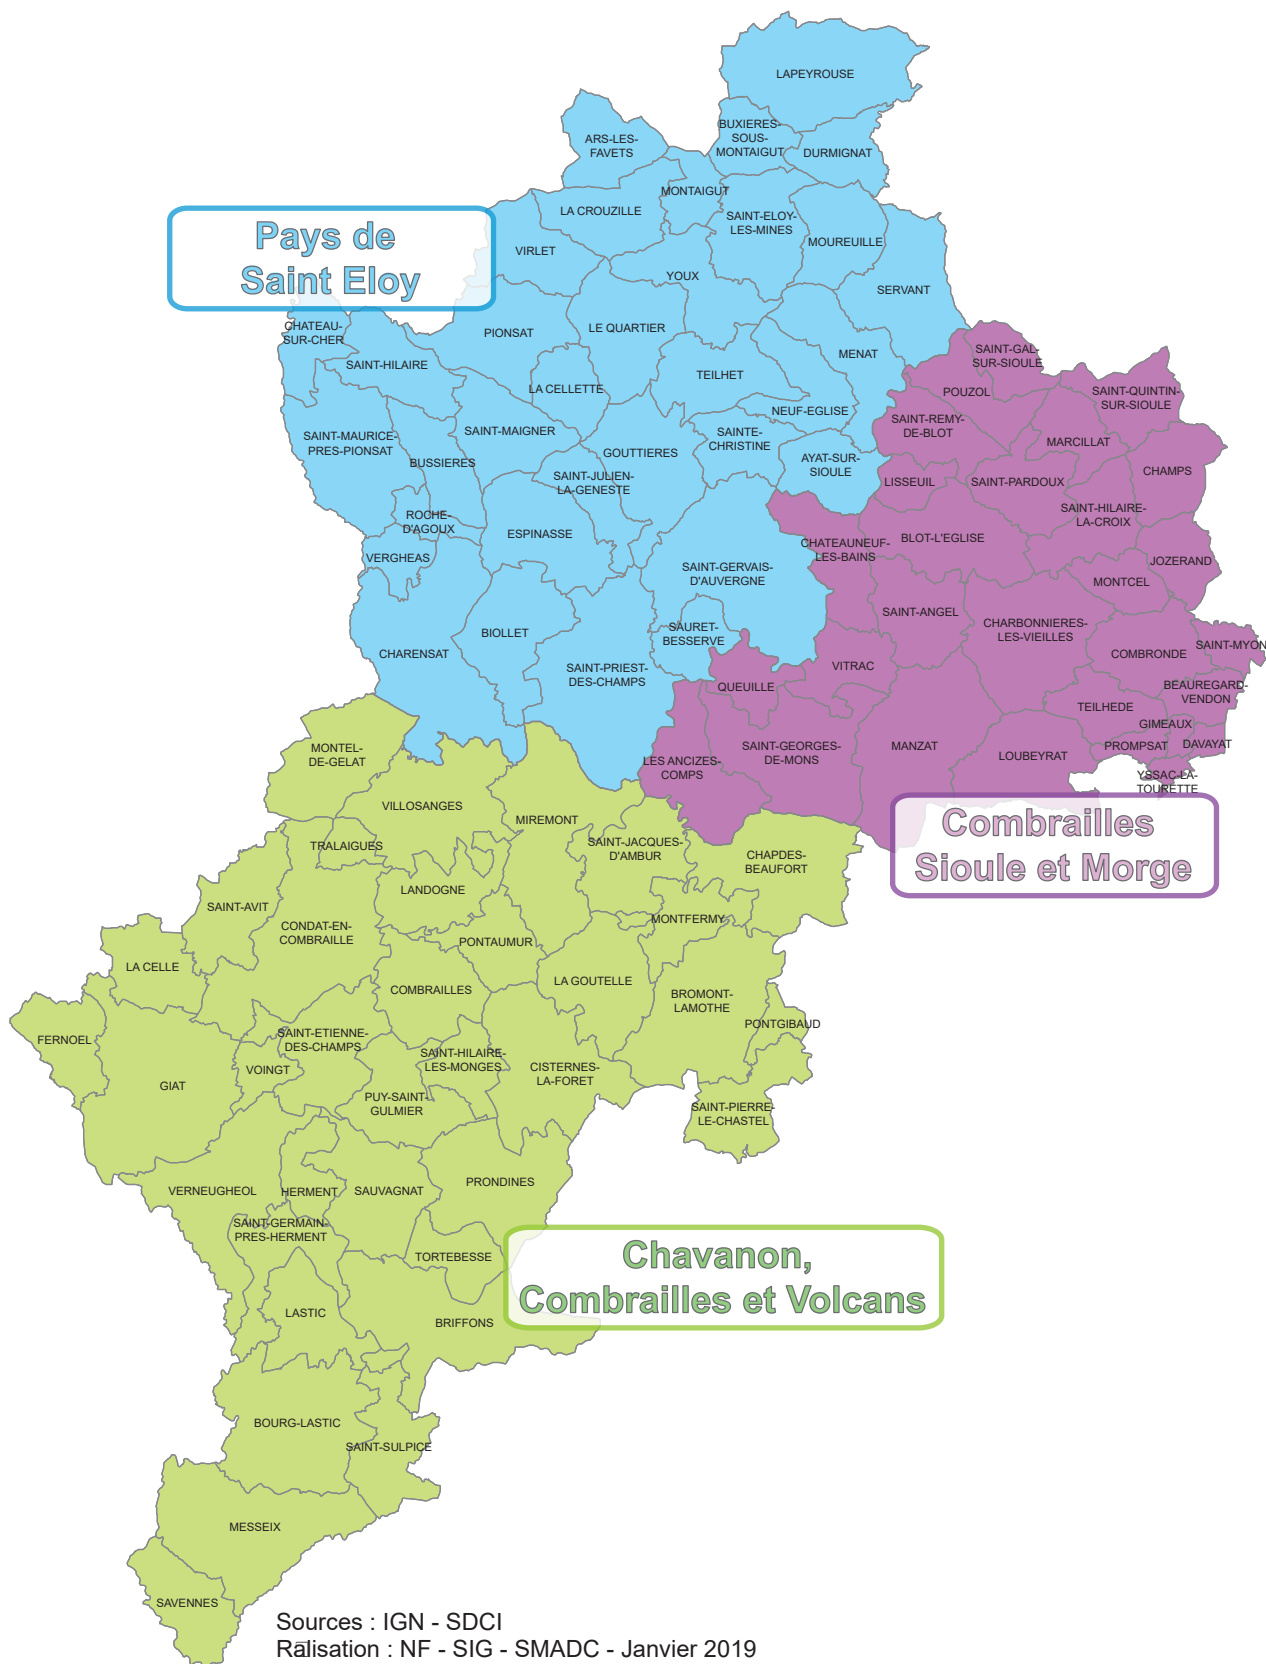 LAPEYROUSE
BUXIERES-
SOUS-
MONTAIGUT
ARS-LES-
FAVETS
DURMIGNAT
MONTAIGUT
LA CROUZILLE
SAINT-ELOY-
LES-MINES
MOUREUILLE
Pays de
Saint Eloy
VIRLET
YOUX
SERVANT
CHATEAU-
SUR-CHER
PIONSAT
LE QUARTIER
SAINT-HILAIRE
MENAT
SAINT-GAL-
SUR-SIOULE
TEILHET
LA CELLETTE
POUZOL
SAINT-QUINTIN-
SUR-SIOULE
NEUF-EGLISE
SAINT-REMY-
DE-BLOT
SAINT-MAURICE-
PRES-PIONSAT
SAINT-MAIGNER
SAINTE-
CHRISTINE
MARCILLAT
BUSSIERES
GOUTTIERES
AYAT-SUR-
SIOULE
CHAMPS
SAINT-JULIEN-
LA-GENESTE
LISSEUIL
SAINT-PARDOUX
ROCHE-
D'AGOUX
SAINT-HILAIRE-
LA-CROIX
ESPINASSE
CHATEAUNEUF-
LES-BAINS
BLOT-L'EGLISE
VERGHEAS
SAINT-GERVAIS-
D'AUVERGNE
JOZERAND
MONTCEL
SAINT-ANGEL
CHARBONNIERES-
LES-VIEILLES
BIOLLET
SAURET-
BESSERVE
CHARENSAT
COMBRONDE
SAINT-MYON
SAINT-PRIEST-
DES-CHAMPS
VITRAC
QUEUILLE
BEAUREGARD-
VENDON
TEILHEDE
GIMEAUX
MONTEL-
DE-GELAT
LES ANCIZES-
COMPS
SAINT-GEORGES-
DE-MONS
MANZAT
LOUBEYRAT
PROMPSAT
DAVAYAT
YSSAC-LA-
TOURETTE
VILLOSANGES
MIREMONT
Combrailles
Sioule et Morge
TRALAIGUES
SAINT-JACQUES-
D'AMBUR
CHAPDES-
BEAUFORT
LANDOGNE
SAINT-AVIT
CONDAT-EN-
COMBRAILLE
MONTFERMY
PONTAUMUR
LA CELLE
COMBRAILLES
LA GOUTELLE
BROMONT-
LAMOTHE
PONTGIBAUD
FERNOEL
SAINT-ETIENNE-
DES-CHAMPS
SAINT-HILAIRE-
LES-MONGES
VOINGT
CISTERNES-
LA-FORET
GIAT
PUY-SAINT-
GULMIER
SAINT-PIERRE-
LE-CHASTEL
VERNEUGHEOL
HERMENT
SAUVAGNAT
PRONDINES
SAINT-GERMAIN-
PRES-HERMENT
TORTEBESSE
Chavanon,
Combrailles et Volcans
LASTIC
BRIFFONS
BOURG-LASTIC
SAINT-SULPICE
MESSEIX
SAVENNES
Sources : IGN - SDCI
Ralisation : NF - SIG - SMADC - Janvier 2019